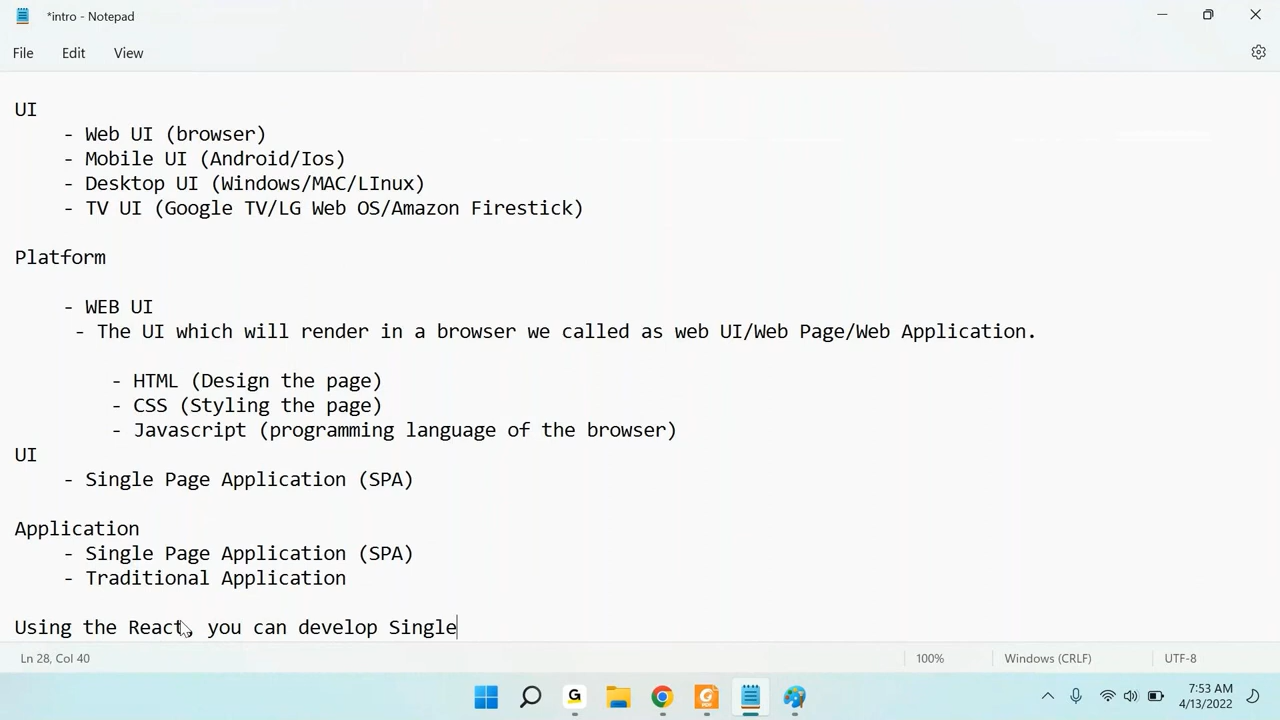 *intro - Notepad
File Edit View
UI
- Web UI (browser)
- Mobile UI (Android/Ios)
- Desktop UI (Windows/MAC/LInux)
- TV UI (Google TV/LG Web OS/Amazon Firestick)
Platform
- WEB UI
- The UI which will render in a browser we called as web UI/Web Page/Web Application.
- HTML (Design the page)
- CSS (Styling the page)
- Javascript (programming language of the browser)
UI
- Single Page Application (SPA)
Application
- Single Page Application (SPA)
- Traditional Application
Using the React, you can develop Single
Ln 28, Col 40 100% Windows (CRLF) UTF-8
7:53 AM
4/13/2022